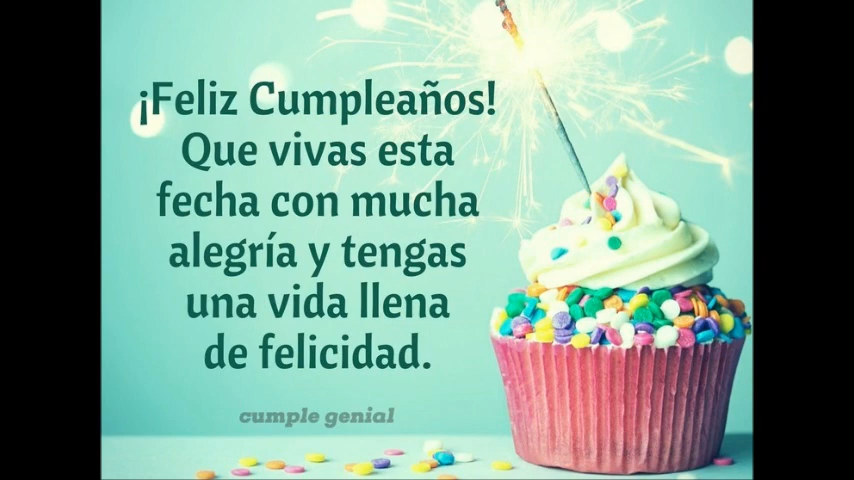 ¡Feliz Cumpleaños!
Que vivas esta
fecha con mucha
alegría y tengas
una vida llena
de felicidad.
cumple genial